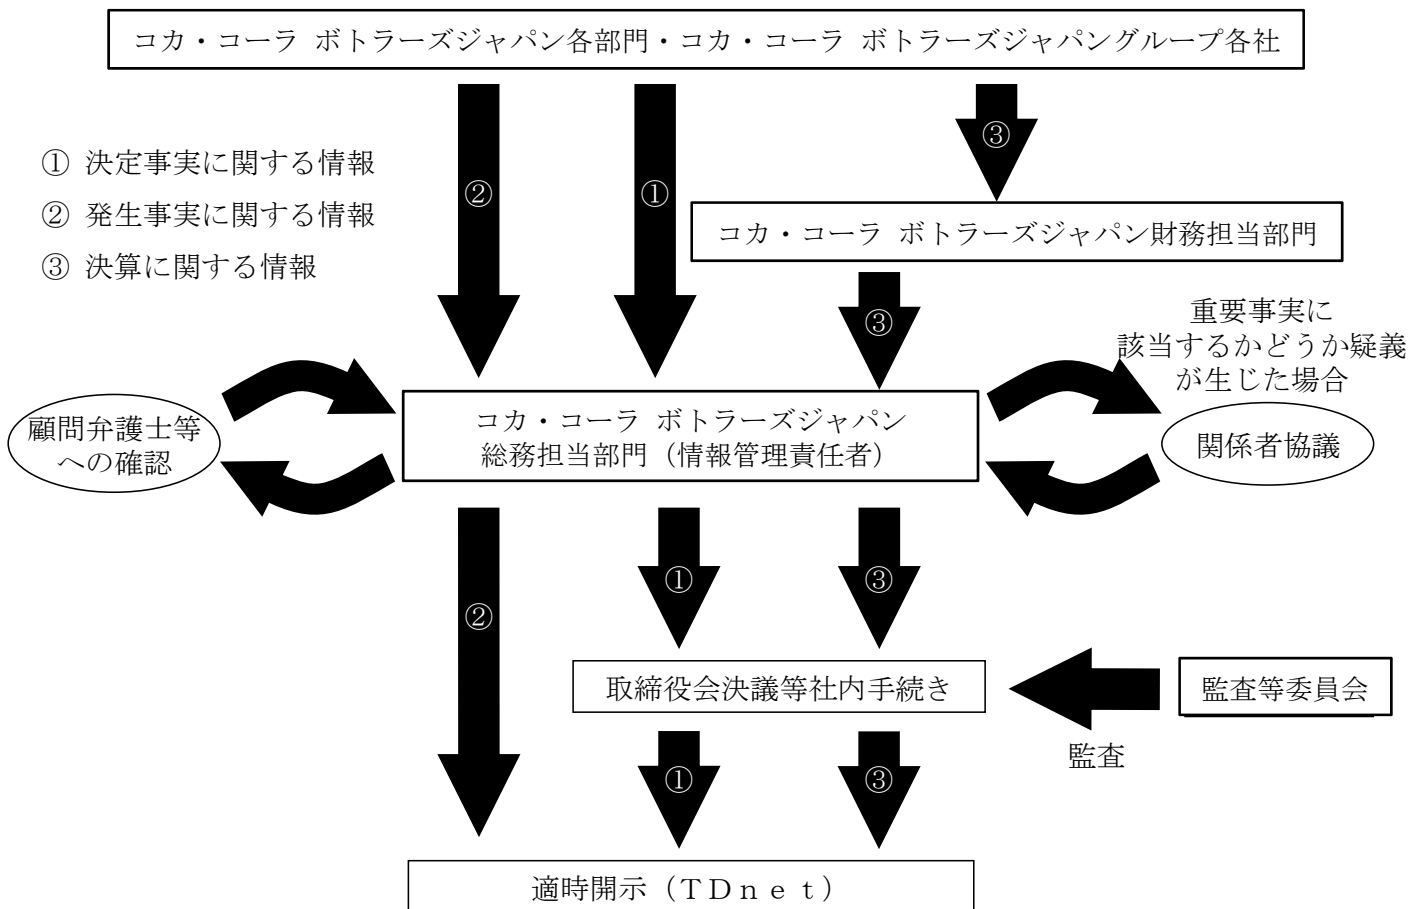 コカ・コーラ ボトラーズジャパン各部門・コカ・コーラ ボトラーズジャパングループ各社
① 決定事実に関する情報
② 発生事実に関する情報
③ 決算に関する情報
②
①
③
コカ・コーラ ボトラーズジャパン財務担当部門
③
重要事実に
該当するかどうか疑義
が生じた場合
顧問弁護士等
への確認
コカ・コーラ ボトラーズジャパン
総務担当部門（情報管理責任者）
関係者協議
②
①
③
取締役会決議等社内手続き
監査等委員会
監査
①
③
適時開示（ＴＤｎｅｔ）